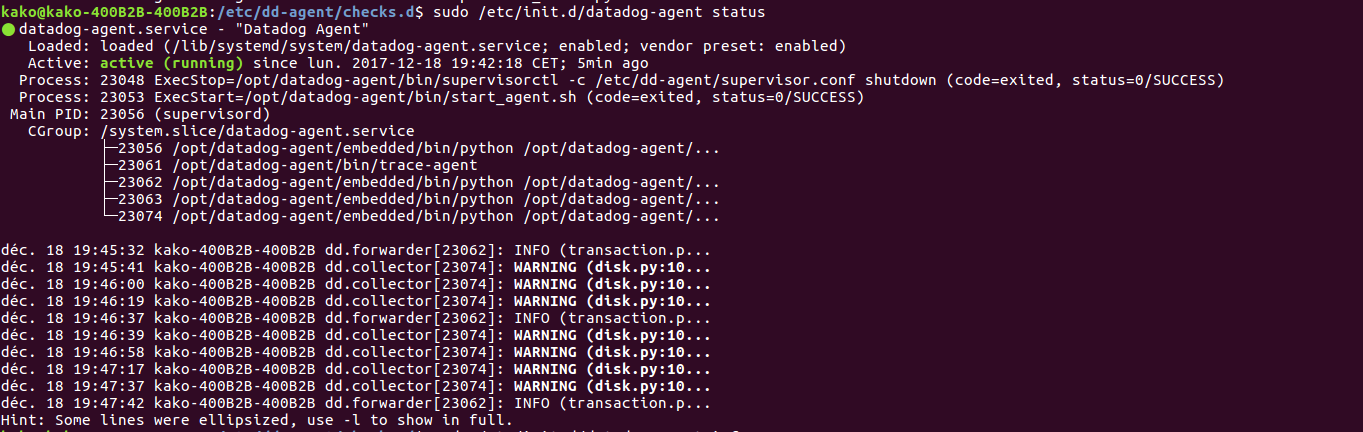 kako@kako-400B2B-400B2B:/etc/dd-agent/checks.d$ sudo /etc/init.d/datadog-agent status
● datadog-agent.service - "Datadog Agent"
   Loaded: loaded (/lib/systemd/system/datadog-agent.service; enabled; vendor preset: enabled)
   Active: active (running) since lun. 2017-12-18 19:42:18 CET; 5min ago
  Process: 23048 ExecStop=/opt/datadog-agent/bin/supervisorctl -c /etc/dd-agent/supervisor.conf shutdown (code=exited, status=0/SUCCESS)
  Process: 23053 ExecStart=/opt/datadog-agent/bin/start_agent.sh (code=exited, status=0/SUCCESS)
 Main PID: 23056 (supervisord)
   CGroup: /system.slice/datadog-agent.service
           ├─23056 /opt/datadog-agent/embedded/bin/python /opt/datadog-agent/...
           ├─23061 /opt/datadog-agent/bin/trace-agent
           ├─23062 /opt/datadog-agent/embedded/bin/python /opt/datadog-agent/...
           ├─23063 /opt/datadog-agent/embedded/bin/python /opt/datadog-agent/...
           └─23074 /opt/datadog-agent/embedded/bin/python /opt/datadog-agent/...
déc. 18 19:45:32 kako-400B2B-400B2B dd.forwarder[23062]: INFO (transaction.p...
déc. 18 19:45:41 kako-400B2B-400B2B dd.collector[23074]: WARNING (disk.py:10...
déc. 18 19:46:00 kako-400B2B-400B2B dd.collector[23074]: WARNING (disk.py:10...
déc. 18 19:46:19 kako-400B2B-400B2B dd.collector[23074]: WARNING (disk.py:10...
déc. 18 19:46:37 kako-400B2B-400B2B dd.forwarder[23062]: INFO (transaction.p...
déc. 18 19:46:39 kako-400B2B-400B2B dd.collector[23074]: WARNING (disk.py:10...
déc. 18 19:46:58 kako-400B2B-400B2B dd.collector[23074]: WARNING (disk.py:10...
déc. 18 19:47:17 kako-400B2B-400B2B dd.collector[23074]: WARNING (disk.py:10...
déc. 18 19:47:37 kako-400B2B-400B2B dd.collector[23074]: WARNING (disk.py:10...
déc. 18 19:47:42 kako-400B2B-400B2B dd.forwarder[23062]: INFO (transaction.p...
Hint: Some lines were ellipsized, use -l to show in full.